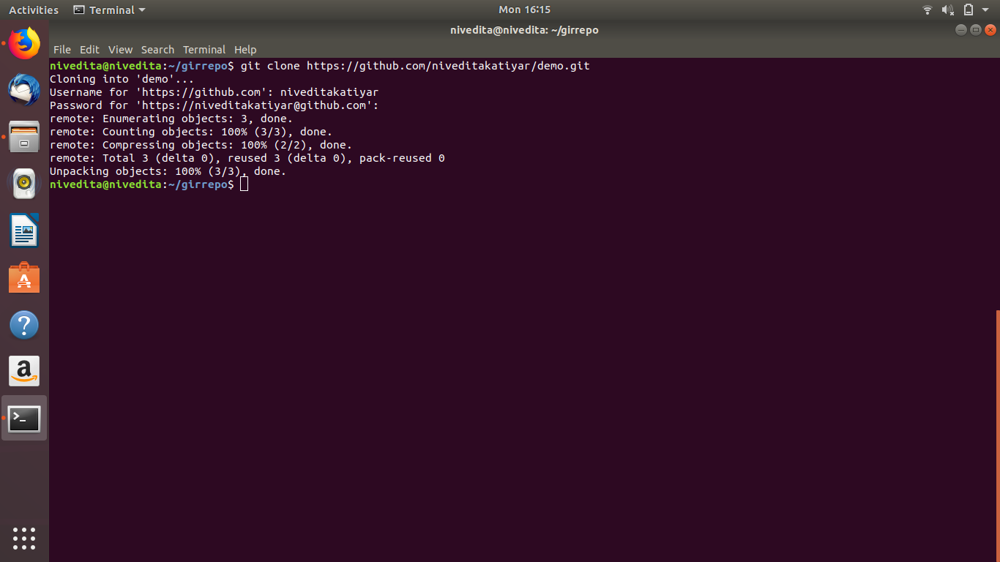 Activities Terminal Mon 16:15
nivedita@nivedita: ~/girrepo
File Edit View Search Terminal Help
nivedita@nivedita:~/girrepo$ git clone https://github.com/niveditakatiyar/demo.git
Cloning into 'demo'...
Username for 'https://github.com': niveditakatiyar
Password for 'https://niveditakatiyar@github.com':
remote: Enumerating objects: 3, done.
remote: Counting objects: 100% (3/3), done.
remote: Compressing objects: 100% (2/2), done.
remote: Total 3 (delta 0), reused 3 (delta 0), pack-reused 0
Unpacking objects: 100% (3/3), done.
nivedita@nivedita:~/girrepo$